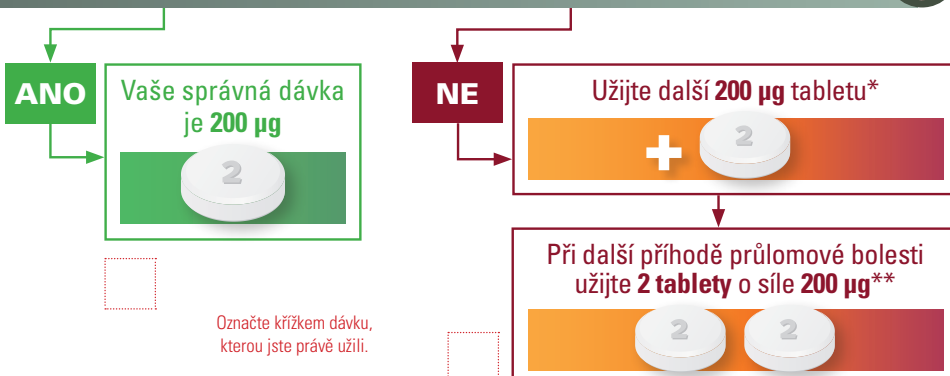 ANO
Vaše správná dávka
je 200 µg
2
Označte křížkem dávku,
kterou jste právě užili.
NE
Užijte další 200 µg tabletu*
+ 2
Při další příhodě průlomové bolesti
užijte 2 tablety o síle 200 µg**
2 2